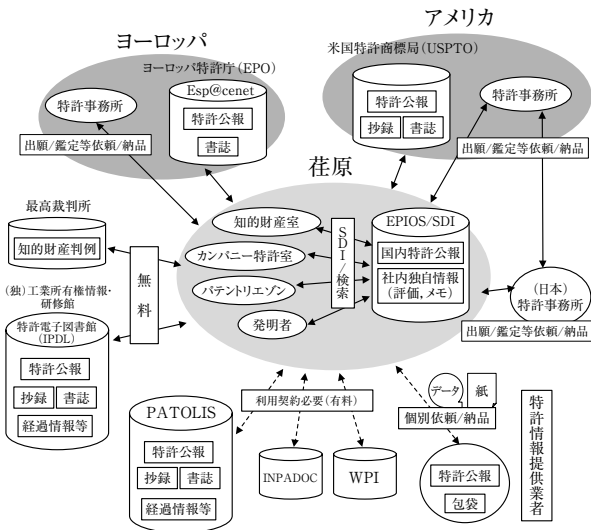 ヨーロッパ
アメリカ
ヨーロッパ特許庁(EPO)
米国特許商標局(USPTO)
Esp@cenet
特許公報
書誌
特許事務所
出願/鑑定等依頼/納品
特許公報
抄録
書誌
特許事務所
出願/鑑定等依頼/納品
荏原
知的財産室
カンパニー特許室
パテントリエゾン
発明者
SDI/検索
EPIOS/SDI
国内特許公報
社内独自情報
(評価,メモ)
最高裁判所
知的財産判例
(独)工業所有権情報・
研修館
特許電子図書館
(IPDL)
特許公報
抄録
書誌
経過情報等
無料
(日本)
特許事務所
出願/鑑定等依頼/納品
利用契約必要(有料)
PATOLIS
特許公報
抄録
書誌
経過情報等
INPADOC
WPI
データ
紙
個別依頼/納品
特許公報
包袋
特許情報提供業者